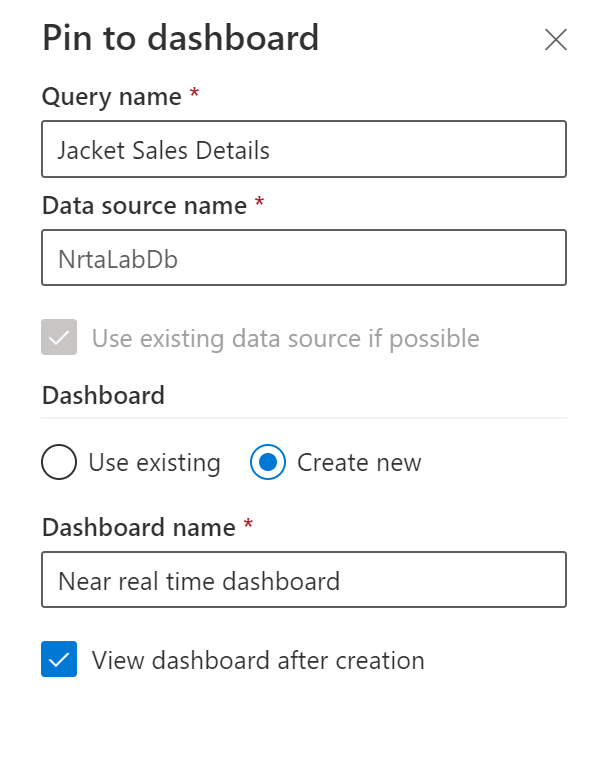 Pin to dashboard
Query name *
Jacket Sales Details
Data source name *
NrtaLabDb
Use existing data source if possible
Dashboard
Use existing Create new
Dashboard name *
Near real time dashboard
View dashboard after creation